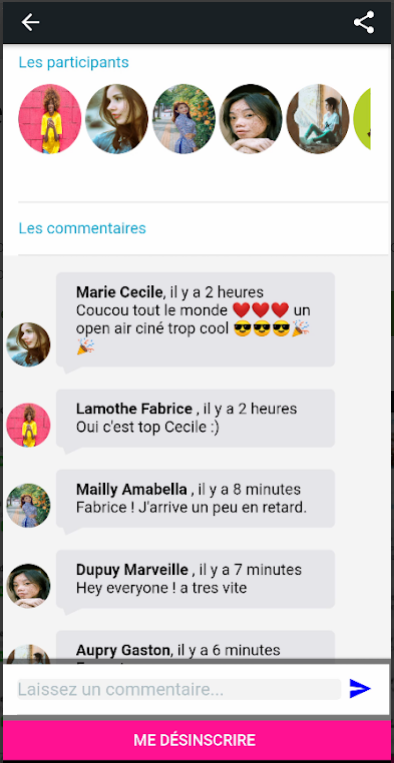 Les participants
Les commentaires
Marie Cecile, il y a 2 heures
Coucou tout le monde ❤️❤️❤️ un
open air ciné trop cool 😎😎😎🎉
🎉
Lamothe Fabrice , il y a 2 heures
Oui c'est top Cecile :)
Mailly Amabella , il y a 8 minutes
Fabrice ! J'arrive un peu en retard.
Dupuy Marveille , il y a 7 minutes
Hey everyone ! a tres vite
Aupry Gaston, il y a 6 minutes
Laissez un commentaire...
ME DÉSINSCRIRE